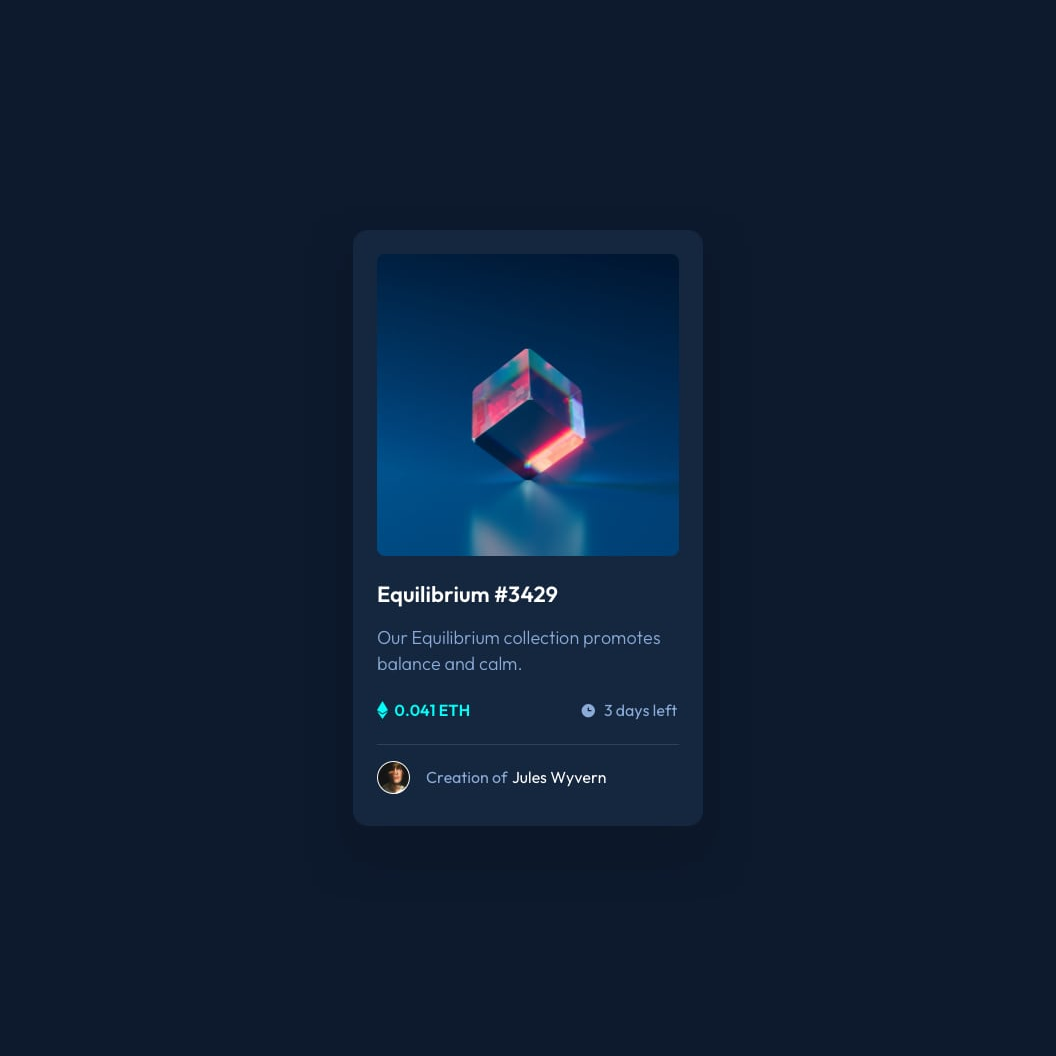 Equilibrium #3429
Our Equilibrium collection promotes
balance and calm.
0.041 ETH
3 days left
Creation of Jules Wyvern